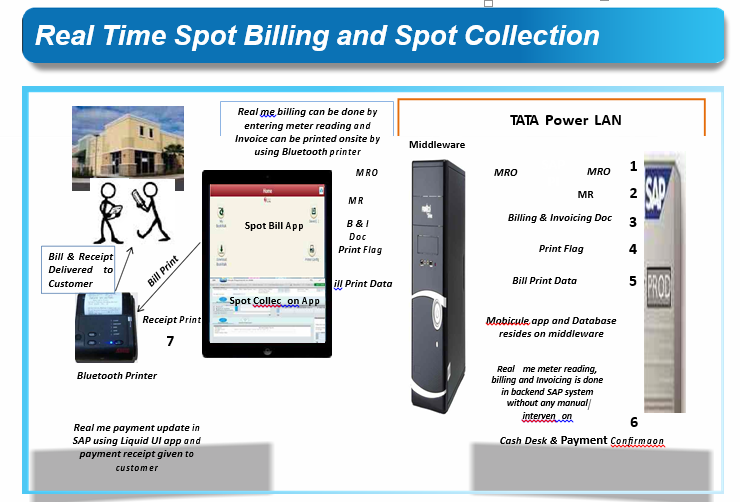 Real Time Spot Billing and Spot Collection
Real me billing can be done by
entering meter reading and
Invoice can be printed onsite by
using Bluetooth printer
TATA Power LAN
Middleware
MRO
MRO
MRO
1
SAP
MR
MR
2
Home
Spot Bill App
B & I
Doc
Billing & Invoicing Doc
3
Print Flag
Print Flag
4
Bill & Receipt
Delivered to
Customer
Bill Print
ill Print Data
Bill Print Data
5
PROD
Spot Collec on App
Receipt Print
7
Mobicule app and Database
resides on middleware
Bluetooth Printer
Real me meter reading,
billing and Invoicing is done
in backend SAP system
without any manual
interven on
6
Real me payment update in
SAP using Liquid UI app and
payment receipt given to
customer
Cash Desk & Payment Confirmaon